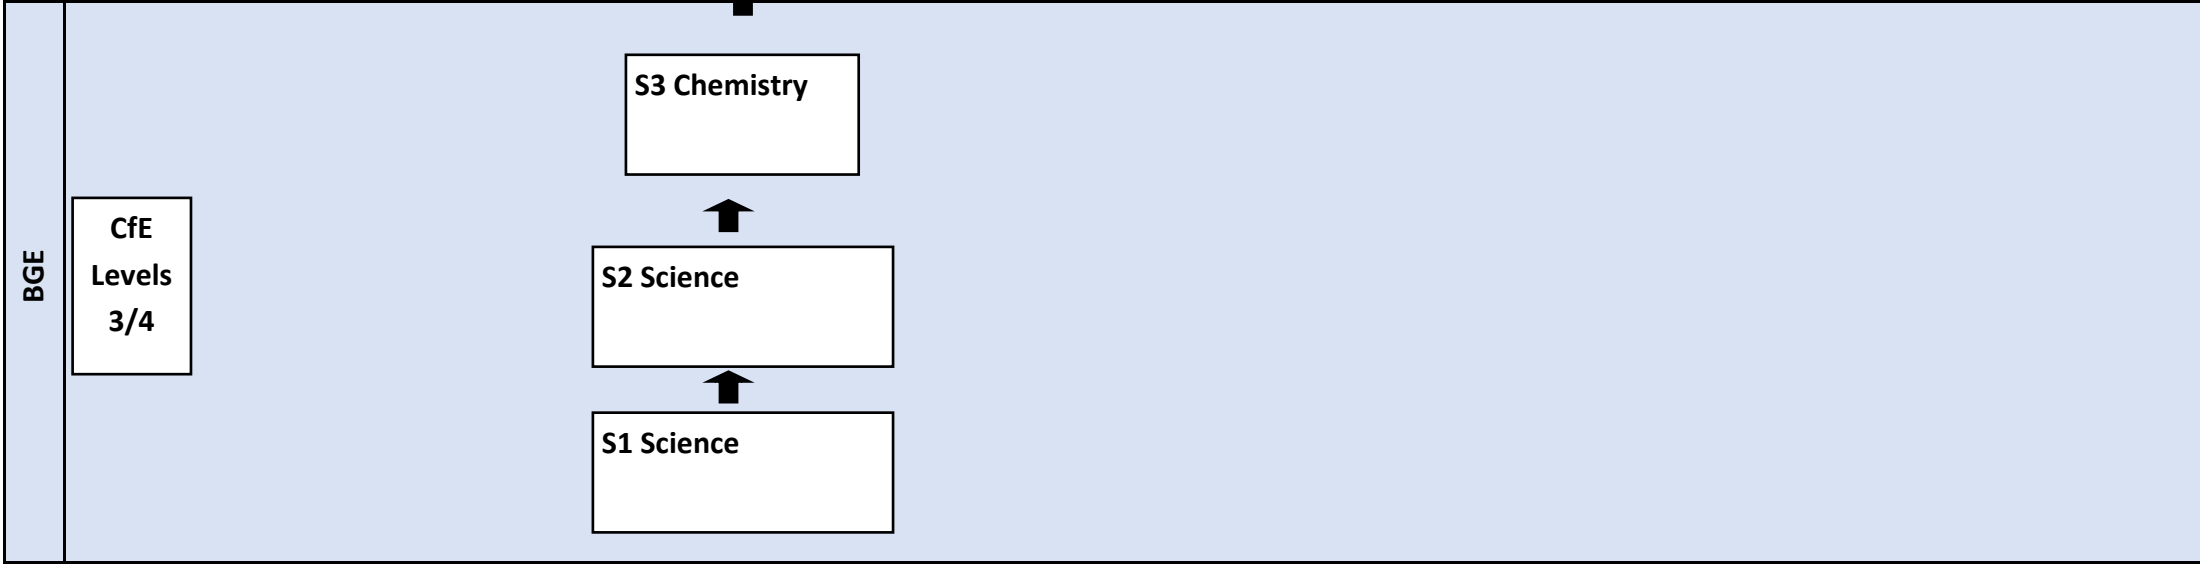 BGE
CfE
Levels
3/4
S3 Chemistry
S2 Science
S1 Science